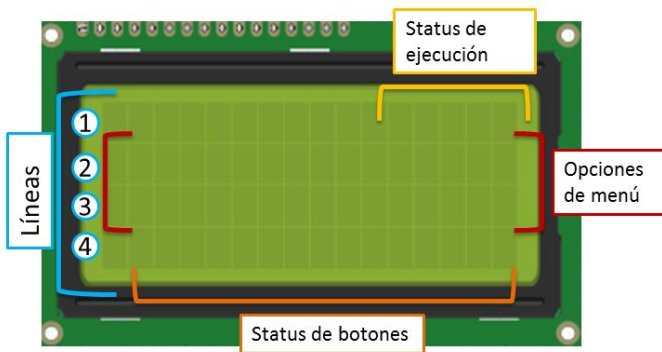 Status de
ejecución
Líneas
1
2
3
4
Opciones
de menú
Status de botones